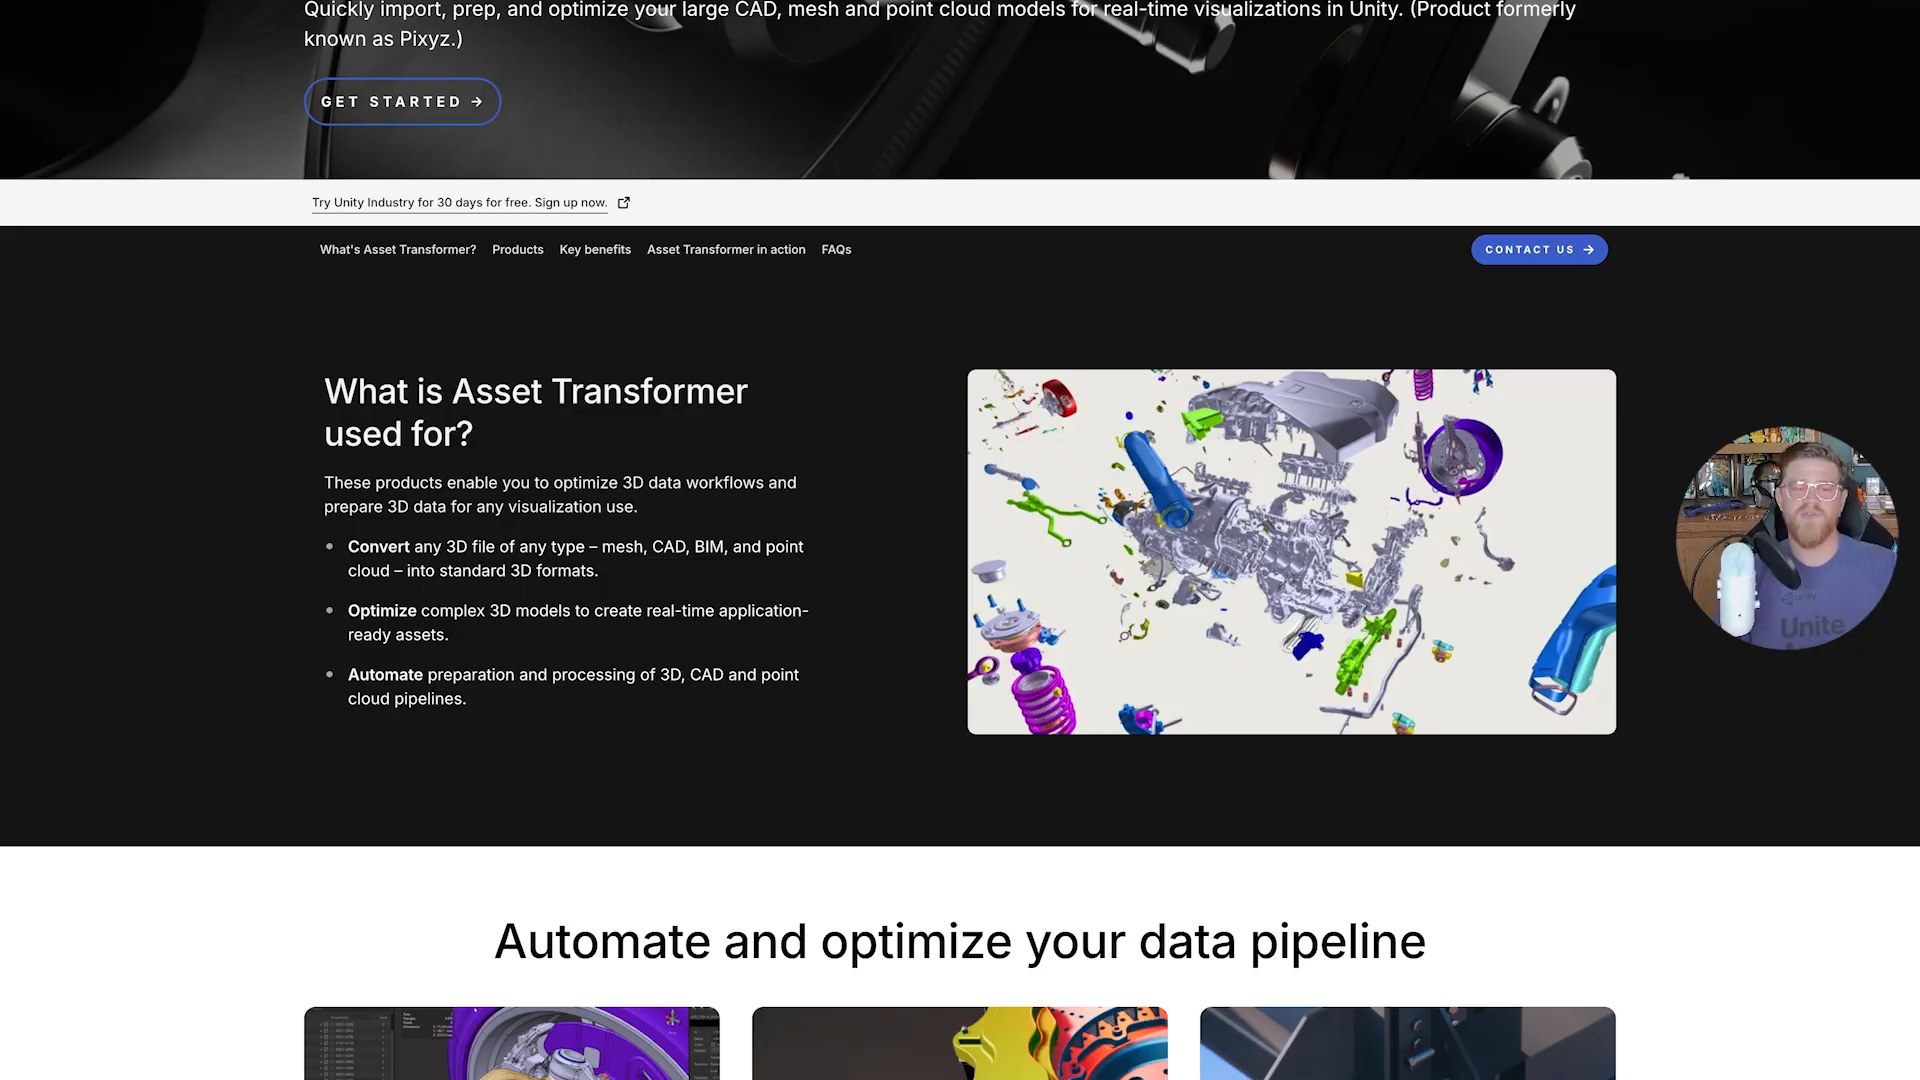 Quickly import, prep, and optimize your large CAD, mesh and point cloud models for real-time visualizations in Unity. (Product formerly
known as Pixyz.)
GET STARTED →
Try Unity Industry for 30 days for free. Sign up now.
What's Asset Transformer? Products Key benefits Asset Transformer in action FAQs CONTACT US →
What is Asset Transformer
used for?
These products enable you to optimize 3D data workflows and
prepare 3D data for any visualization use.
• Convert any 3D file of any type – mesh, CAD, BIM, and point
cloud – into standard 3D formats.
• Optimize complex 3D models to create real-time application-
ready assets.
• Automate preparation and processing of 3D, CAD and point
cloud pipelines.
unity
Unite
Automate and optimize your data pipeline